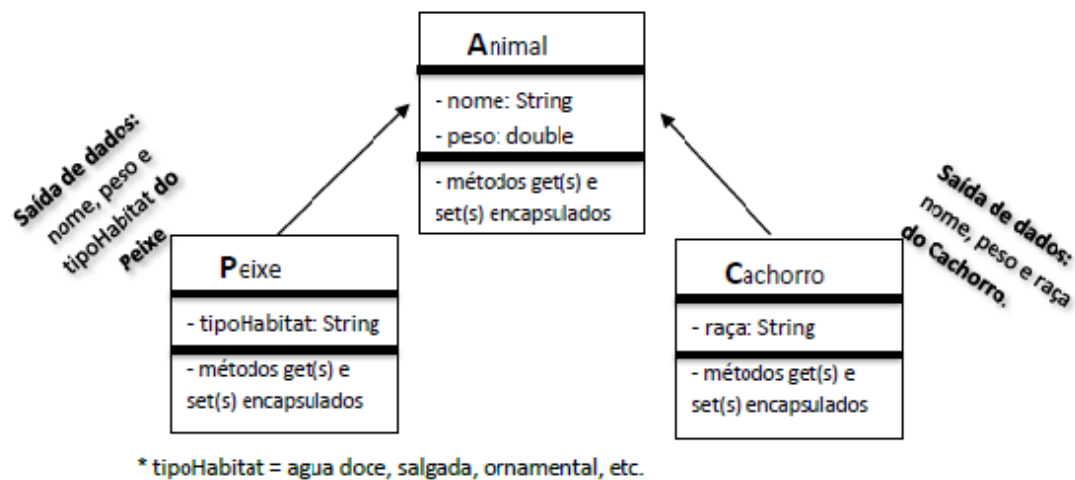 Animal
- nome: String
- peso: double
- métodos get(s) e
set(s) encapsulados
Saída de dados:
nome, peso e
tipoHabitat do
Peixe
Saída de dados:
nome, peso e raça
do Cachorro.
Peixe
- tipoHabitat: String
- métodos get(s) e
set(s) encapsulados
Cachorro
- raça: String
- métodos get(s) e
set(s) encapsulados
* tipoHabitat = agua doce, salgada, ornamental, etc.